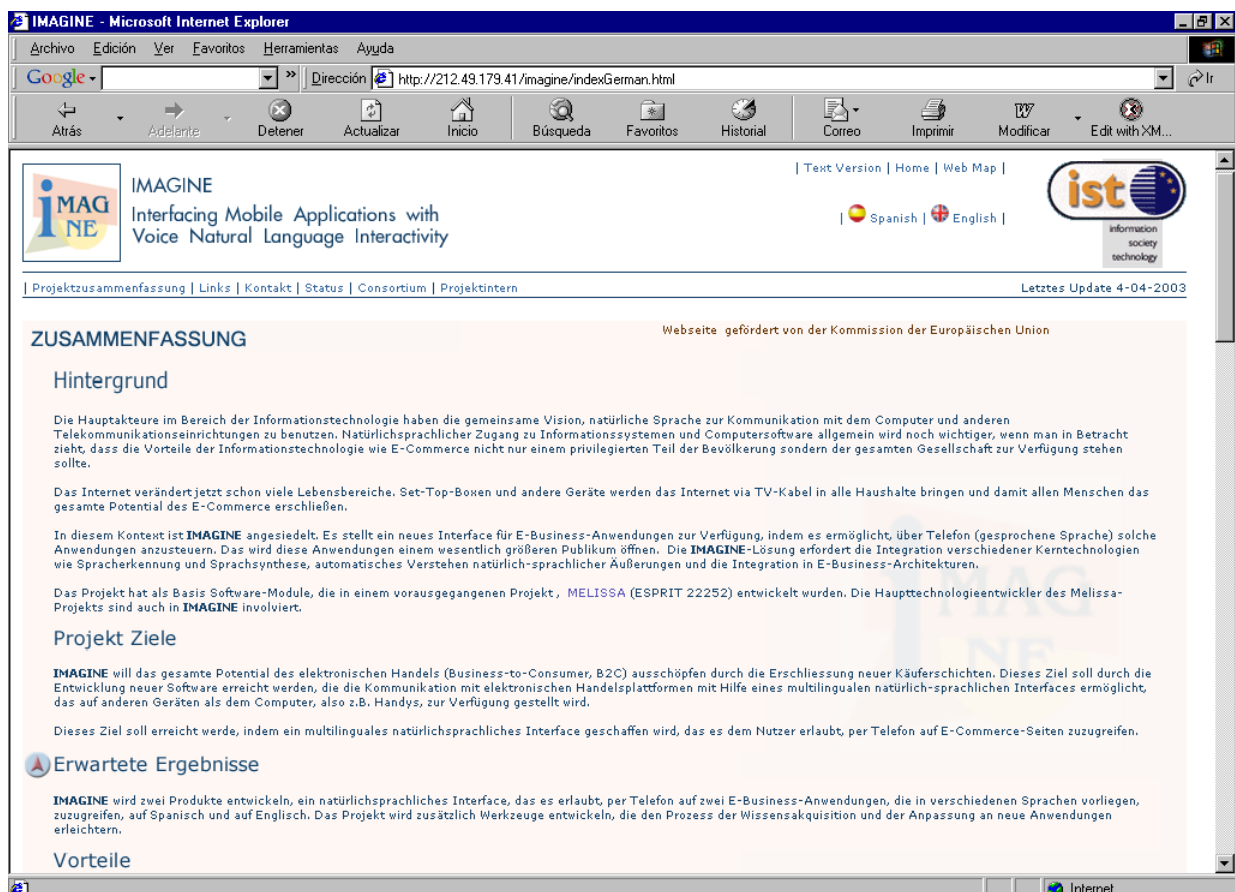 IMAGINE - Microsoft Internet Explorer
Archivo Edición Ver Favoritos Herramientas Ayuda
Google Dirección http://212.49.179.41/imagine/indexGerman.html Ir
Atrás Adelante Detener Actualizar Inicio Búsqueda Favoritos Historial Correo Imprimir Modificar Edit with XM...
| Text Version | Home | Web Map |
IMAG
NE
IMAGINE
Interfacing Mobile Applications with
Voice Natural Language Interactivity
| Spanish | English |
ist
information
society
technology
| Projektzusammenfassung | Links | Kontakt | Status | Consortium | Projektintern
Letztes Update 4-04-2003
Webseite gefördert von der Kommission der Europäischen Union
ZUSAMMENFASSUNG
Hintergrund
Die Hauptakteure im Bereich der Informationstechnologie haben die gemeinsame Vision, natürliche Sprache zur Kommunikation mit dem Computer und anderen
Telekommunikationseinrichtungen zu benutzen. Natürlichsprachlicher Zugang zu Informationssystemen und Computersoftware allgemein wird noch wichtiger, wenn man in Betracht
zieht, dass die Vorteile der Informationstechnologie wie E-Commerce nicht nur einem privilegierten Teil der Bevölkerung sondern der gesamten Gesellschaft zur Verfügung stehen
sollte.
Das Internet verändert jetzt schon viele Lebensbereiche. Set-Top-Boxen und andere Geräte werden das Internet via TV-Kabel in alle Haushalte bringen und damit allen Menschen das
gesamte Potential des E-Commerce erschließen.
In diesem Kontext ist IMAGINE angesiedelt. Es stellt ein neues Interface für E-Business-Anwendungen zur Verfügung, indem es ermöglicht, über Telefon (gesprochene Sprache) solche
Anwendungen anzusteuern. Das wird diese Anwendungen einem wesentlich größeren Publikum öffnen. Die IMAGINE-Lösung erfordert die Integration verschiedener Kerntechnologien
wie Spracherkennung und Sprachsynthese, automatisches Verstehen natürlich-sprachlicher Äußerungen und die Integration in E-Business-Architekturen.
Das Projekt hat als Basis Software-Module, die in einem vorausgegangenen Projekt , MELISSA (ESPRIT 22252) entwickelt wurden. Die Haupttechnologieentwickler des Melissa-
Projekts sind auch in IMAGINE involviert.
IMAG
NE
Projekt Ziele
IMAGINE will das gesamte Potential des elektronischen Handels (Business-to-Consumer, B2C) ausschöpfen durch die Erschliessung neuer Käuferschichten. Dieses Ziel soll durch die
Entwicklung neuer Software erreicht werden, die die Kommunikation mit elektronischen Handelsplattformen mit Hilfe eines multilingualen natürlich-sprachlichen Interfaces ermöglicht,
das auf anderen Geräten als dem Computer, also z.B. Handys, zur Verfügung gestellt wird.
Dieses Ziel soll erreicht werde, indem ein multilinguales natürlichsprachliches Interface geschaffen wird, das es dem Nutzer erlaubt, per Telefon auf E-Commerce-Seiten zuzugreifen.
Erwartete Ergebnisse
IMAGINE wird zwei Produkte entwickeln, ein natürlichsprachliches Interface, das es erlaubt, per Telefon auf zwei E-Business-Anwendungen, die in verschiedenen Sprachen vorliegen,
zuzugreifen, auf Spanisch und auf Englisch. Das Projekt wird zusätzlich Werkzeuge entwickeln, die den Prozess der Wissensakquisition und der Anpassung an neue Anwendungen
erleichtern.
Vorteile
Internet